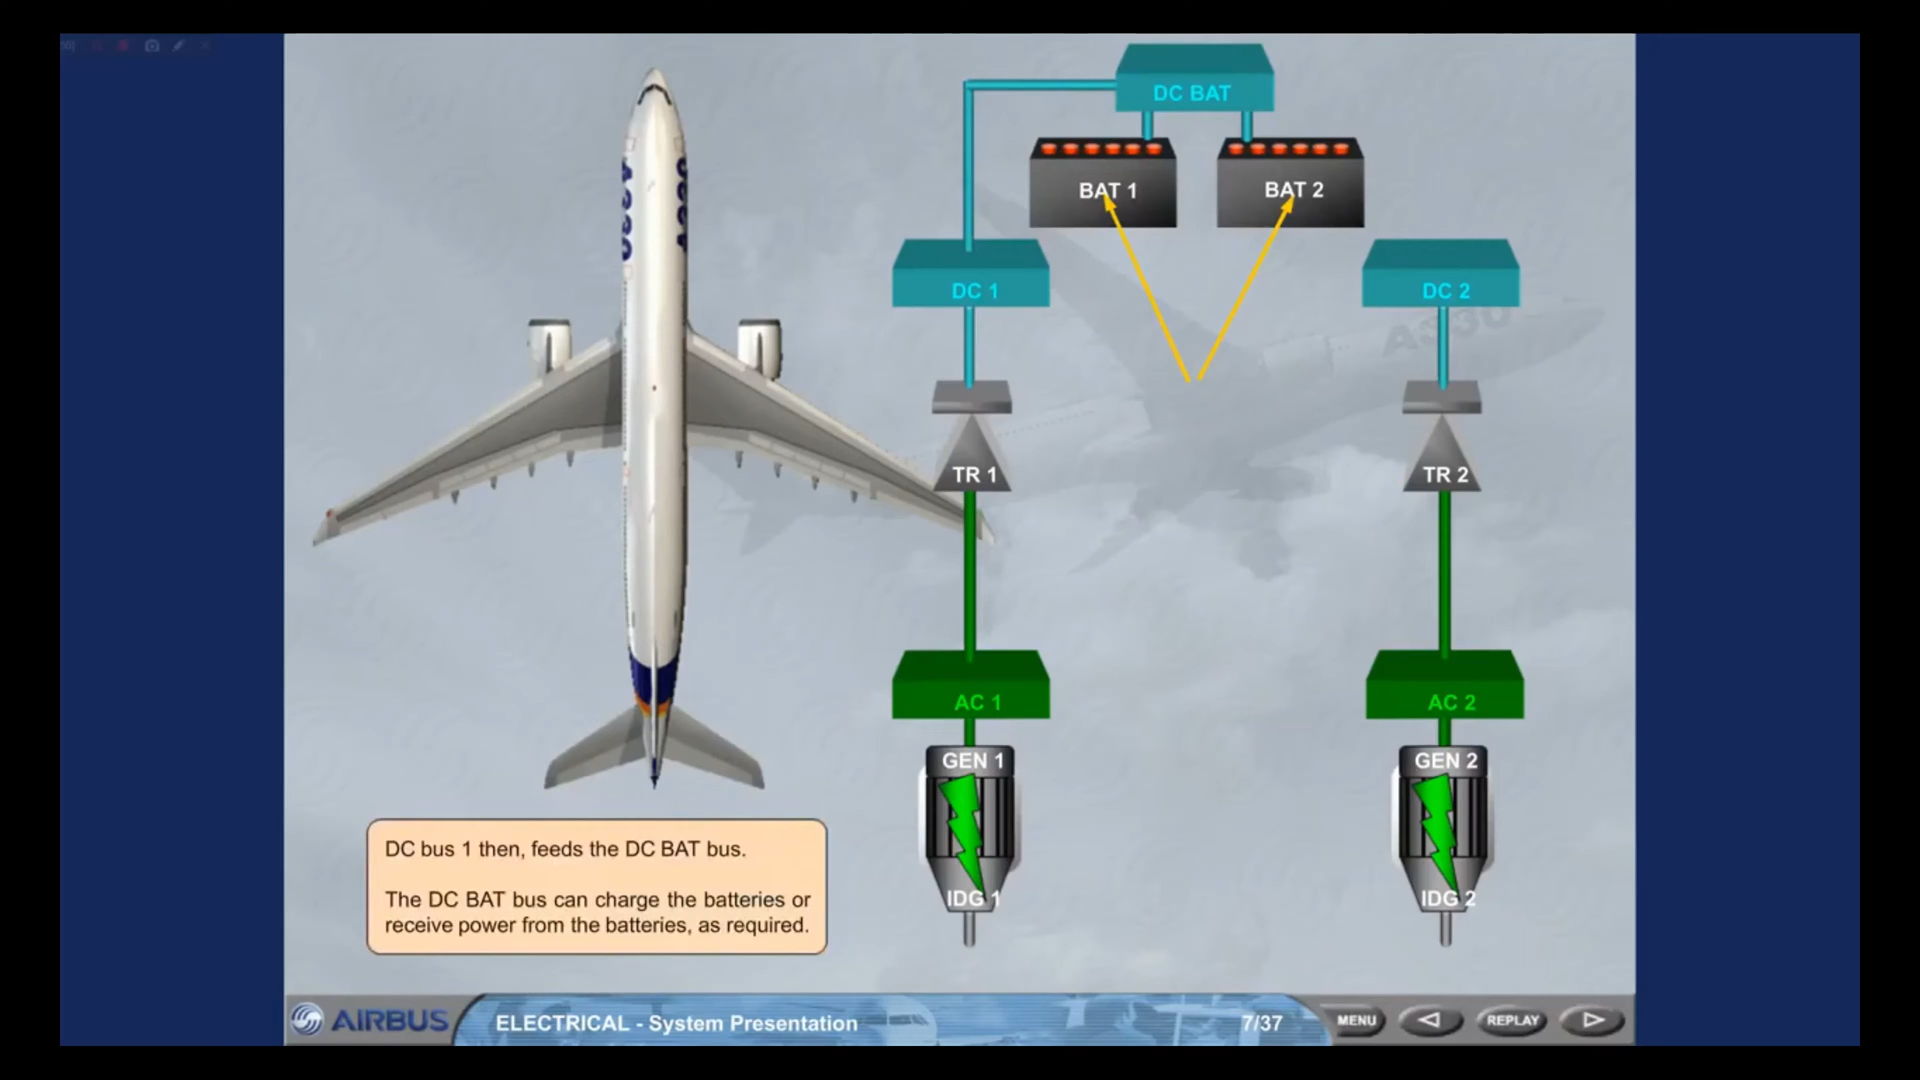 DC BAT
BAT 1
BAT 2
DC 1
DC 2
A330
TR 1
TR 2
AC 1
AC 2
GEN 1
GEN 2
IDG 1
IDG 2
DC bus 1 then, feeds the DC BAT bus.
The DC BAT bus can charge the batteries or
receive power from the batteries, as required.
AIRBUS
ELECTRICAL - System Presentation
7/37
MENU
REPLAY